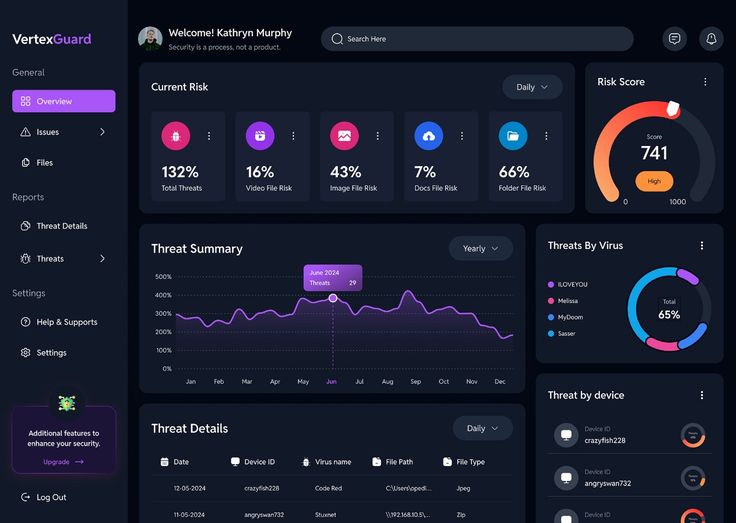 VertexGuard
General
Overview
Issues
Files
Reports
Threat Details
Threats
Settings
Help & Supports
Settings
Additional features to
enhance your security.
Upgrade
Log Out
Welcome! Kathryn Murphy
Security is a process, not a product.
Search Here
Current Risk
Daily
132%
Total Threats
16%
Video File Risk
43%
Image File Risk
7%
Docs File Risk
66%
Folder File Risk
Risk Score
Score
741
High
0
1000
Threat Summary
Yearly
June 2024
Threats 29
500%
400%
300%
200%
100%
0%
Jan Feb Mar Apr May Jun Jul Aug Sep Oct Nov Dec
Threats By Virus
ILOVEYOU
Melissa
MyDoom
Sasser
Total
65%
Threat Details
Daily
Date Device ID Virus name File Path File Type
12-05-2024 crazyfish228 Code Red C:\Users\opedl... Jpeg
11-05-2024 angryswan732 Stuxnet \\192.168.10.5\... Zip
Threat by device
Device ID
crazyfish228
Device ID
angryswan732
Device ID